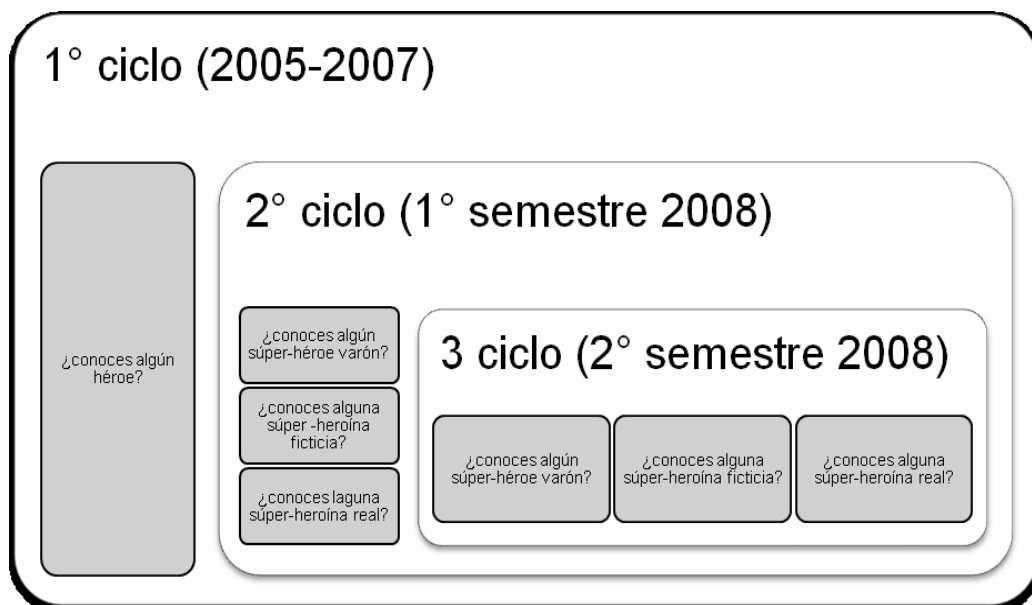 1° ciclo (2005-2007)
¿conoces algún
héroe?
2° ciclo (1° semestre 2008)
¿conoces algún
súper-héroe varón?
¿conoces alguna
súper -heroína
ficticia?
¿conoces laguna
súper-heroína real?
3 ciclo (2° semestre 2008)
¿conoces algún
súper-héroe varón?
¿conoces alguna
súper-heroína ficticia?
¿conoces alguna
súper-heroína real?